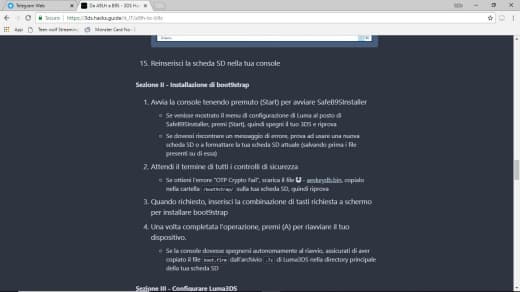 Telegram Web
Da A9LH a B9S - 3DS Hac
Sicuro | https://3ds.hacks.guide/it_IT/a9lh-to-b9s
App
Teen wolf Streaming
Monster Card No
15. Reinserisci la scheda SD nella tua console
Sezione II - Installazione di boot9strap
1. Avvia la console tenendo premuto (Start) per avviare SafeB9SInstaller
Se venisse mostrato il menu di configurazione di Luma al posto di
SafeB9SInstaller, premi (Start), quindi spegni il tuo 3DS e riprova
Se dovessi riscontrare un messaggio di errore, prova ad usare una nuova
scheda SD o a formattare la tua scheda SD attuale (salvando prima i file
presenti su di essa)
2. Attendi il termine di tutti i controlli di sicurezza
Se ottieni l'errore "OTP Crypto Fail", scarica il file - aeskeydb.bin, copialo
nella cartella /boot9strap/ sulla tua scheda SD, quindi riprova
3. Quando richiesto, inserisci la combinazione di tasti richiesta a schermo
per installare boot9strap
4. Una volta completata l'operazione, premi (A) per riavviare il tuo
dispositivo.
Se la console dovesse spegnersi autonomamente al riavvio, assicurati di aver
copiato il file boot.firm dall'archivio .7z di Luma3DS nella directory principale
della tua scheda SD
Sezione III - Configurare Luma3DS